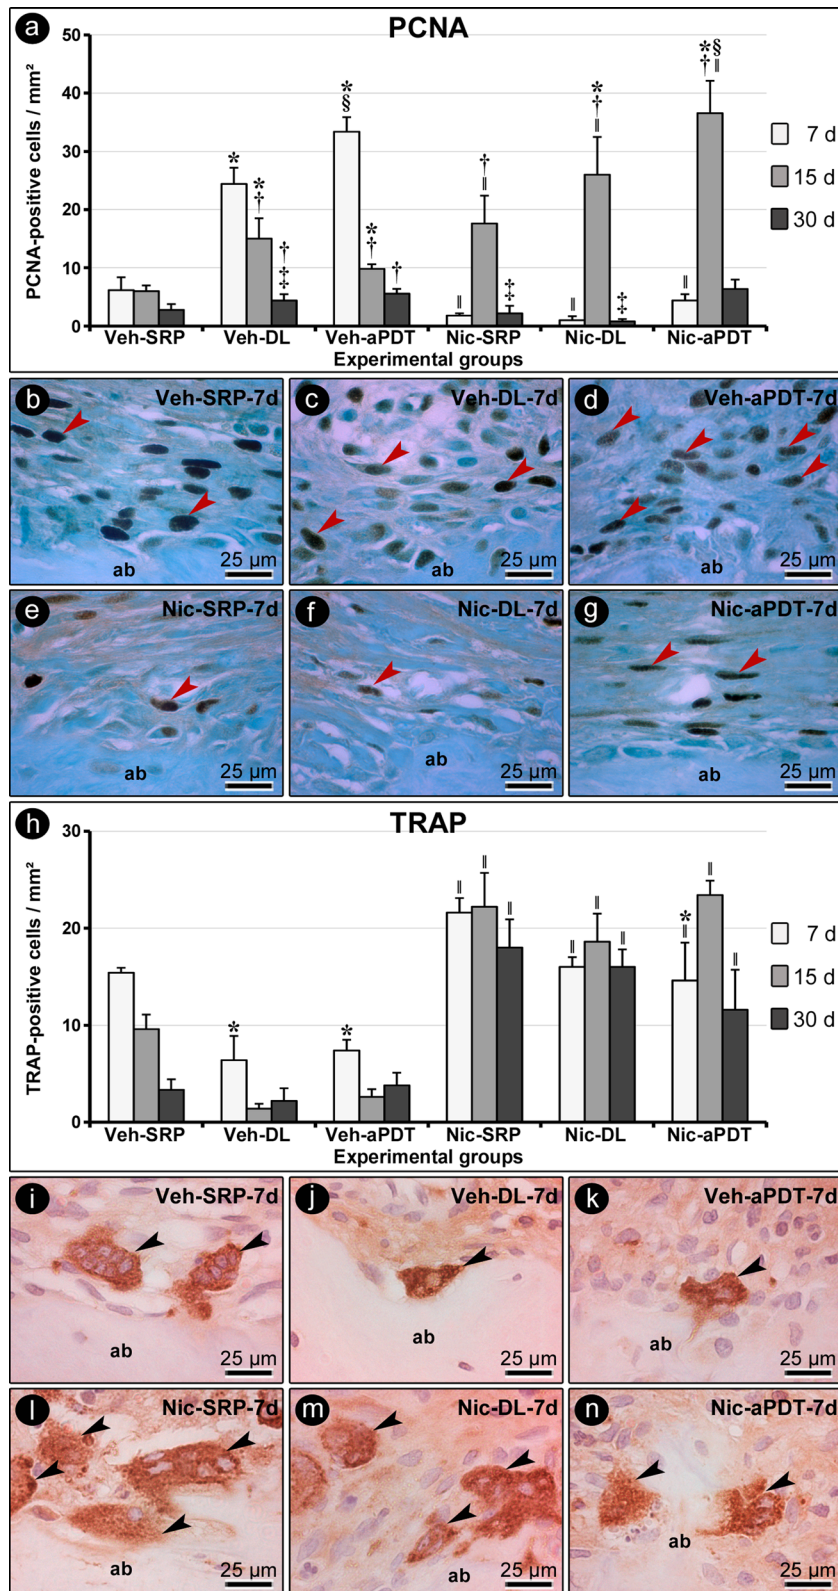 a
PCNA
PCNA-positive cells / mm²
50
40
30
20
10
0
*
*
†
†
‡
*
§
*
†
†
‖
†
‖
‡
‖
*
†
‖
‡
‖
*§
†‖
7 d
15 d
30 d
Veh-SRP Veh-DL Veh-aPDT Nic-SRP Nic-DL Nic-aPDT
Experimental groups
b Veh-SRP-7d
ab 25 µm
c Veh-DL-7d
ab 25 µm
d Veh-aPDT-7d
ab 25 µm
e Nic-SRP-7d
ab 25 µm
f Nic-DL-7d
ab 25 µm
g Nic-aPDT-7d
ab 25 µm
h
TRAP
TRAP-positive cells / mm²
30
20
10
0
*
*
‖
‖
‖
‖
‖
‖
*
‖
‖
‖
7 d
15 d
30 d
Veh-SRP Veh-DL Veh-aPDT Nic-SRP Nic-DL Nic-aPDT
Experimental groups
i Veh-SRP-7d
ab 25 µm
j Veh-DL-7d
ab 25 µm
k Veh-aPDT-7d
ab 25 µm
l Nic-SRP-7d
ab 25 µm
m Nic-DL-7d
ab 25 µm
n Nic-aPDT-7d
ab 25 µm